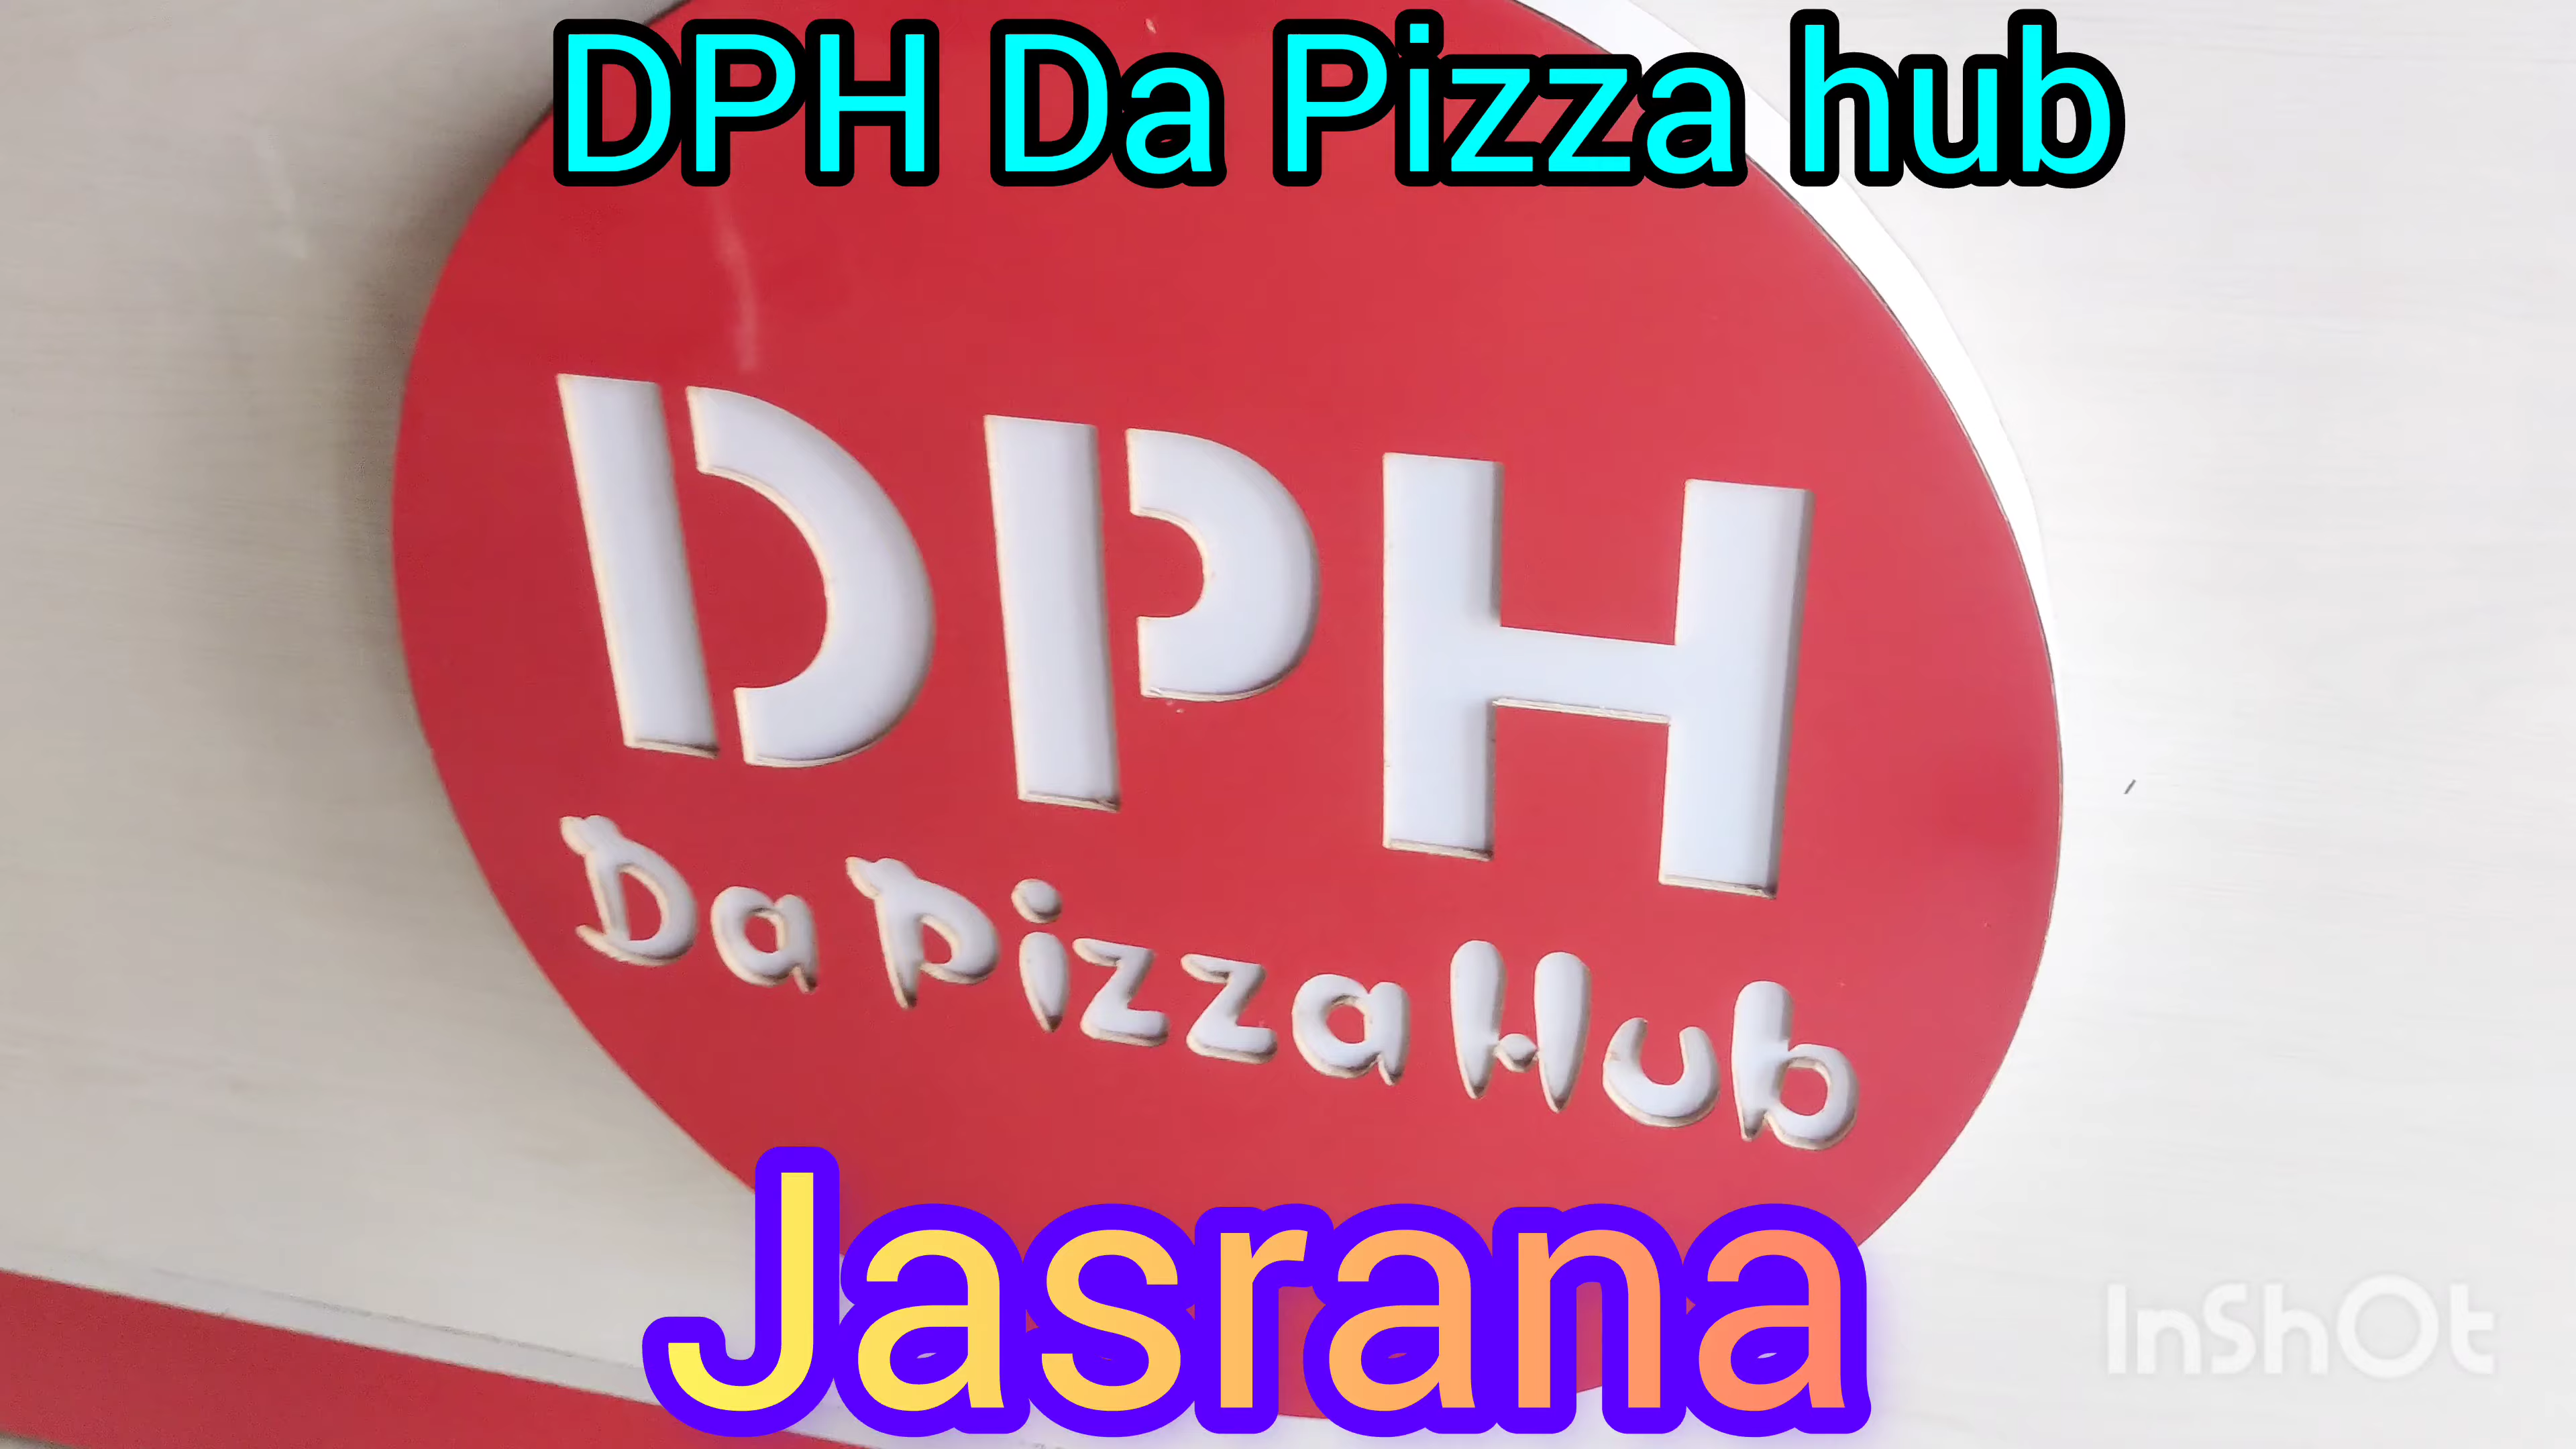 DPH Da Pizza hub
DPH
Da Pizza Hub
Jasrana
InShOt